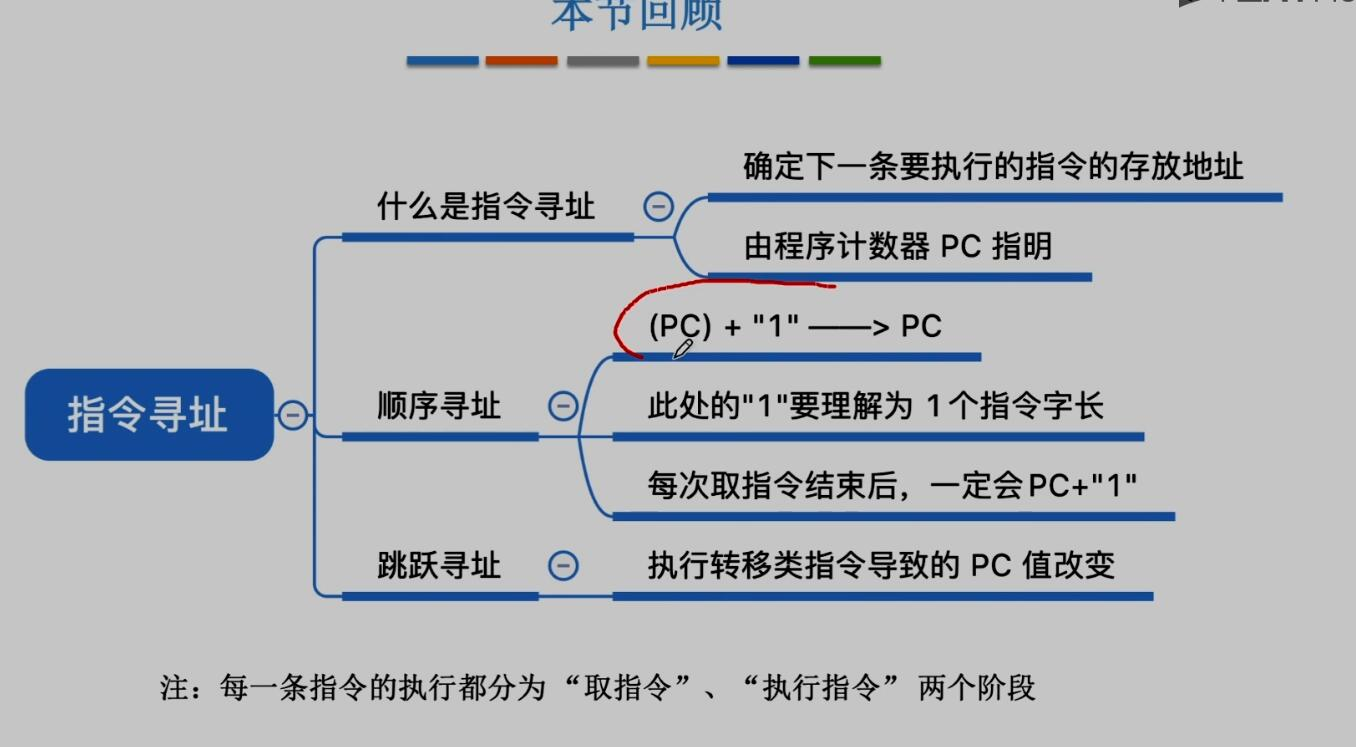 本节回顾
什么是指令寻址
确定下一条要执行的指令的存放地址
由程序计数器 PC 指明
指令寻址
顺序寻址
(PC) + "1" ——> PC
此处的"1"要理解为 1个指令字长
每次取指令结束后，一定会PC+"1"
跳跃寻址
执行转移类指令导致的 PC 值改变
注：每一条指令的执行都分为“取指令”、“执行指令” 两个阶段